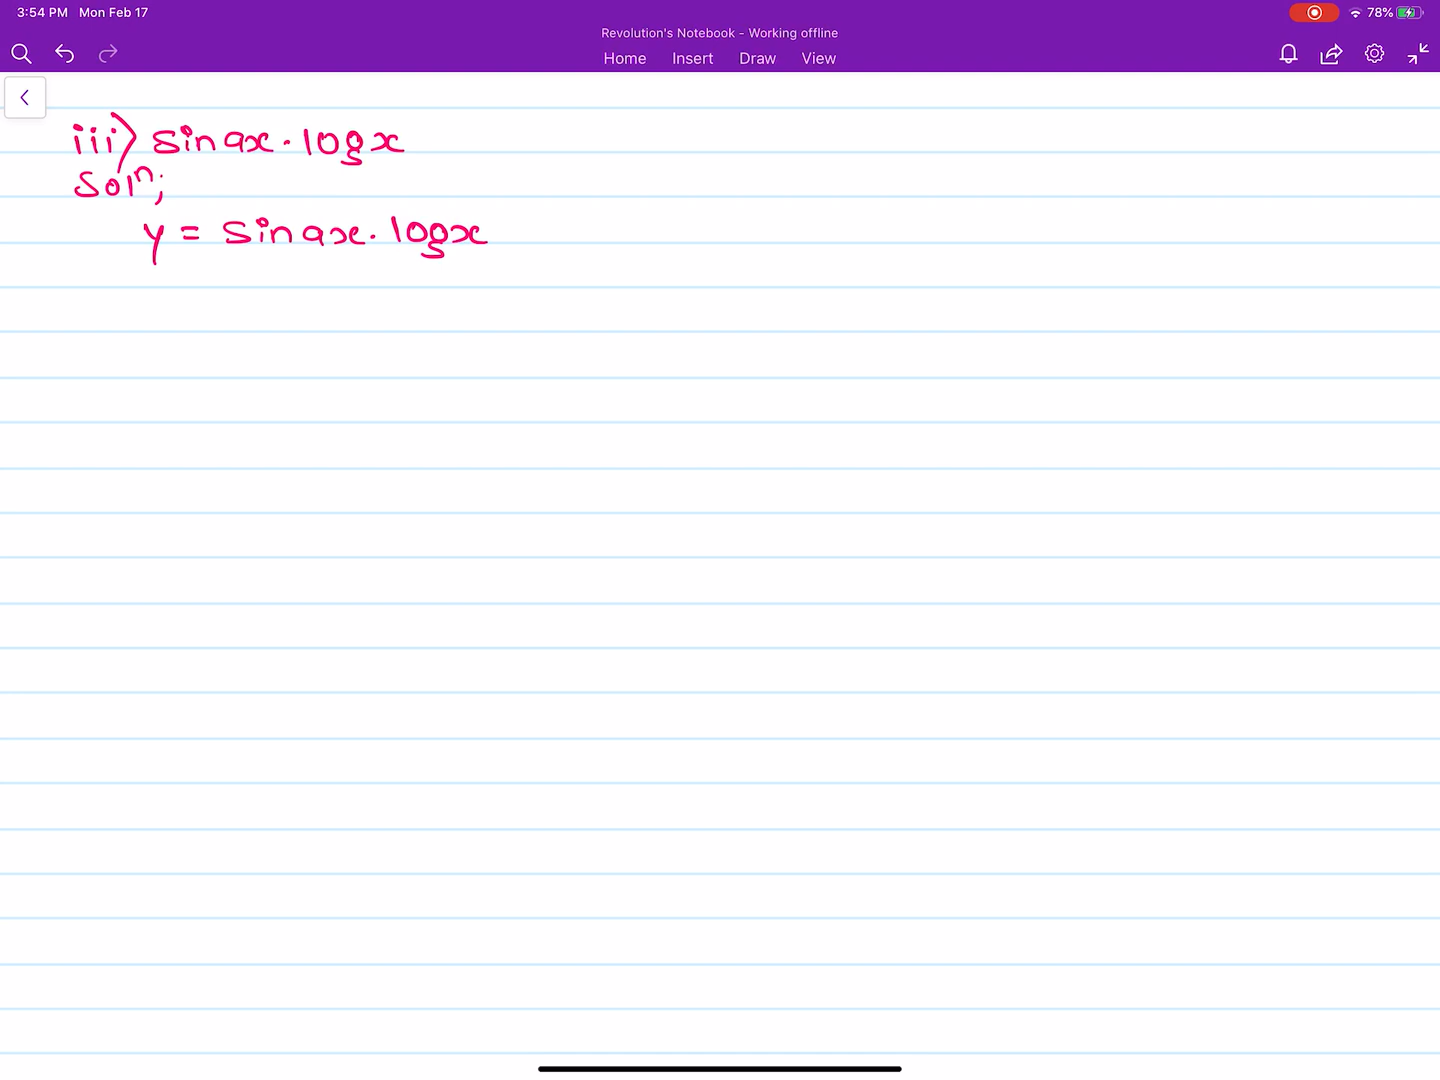 3:54 PM Mon Feb 17
78%
Revolution's Notebook - Working offline
Home Insert Draw View
iii) sin ax · log x
Solⁿ;
y = sin ax · log x